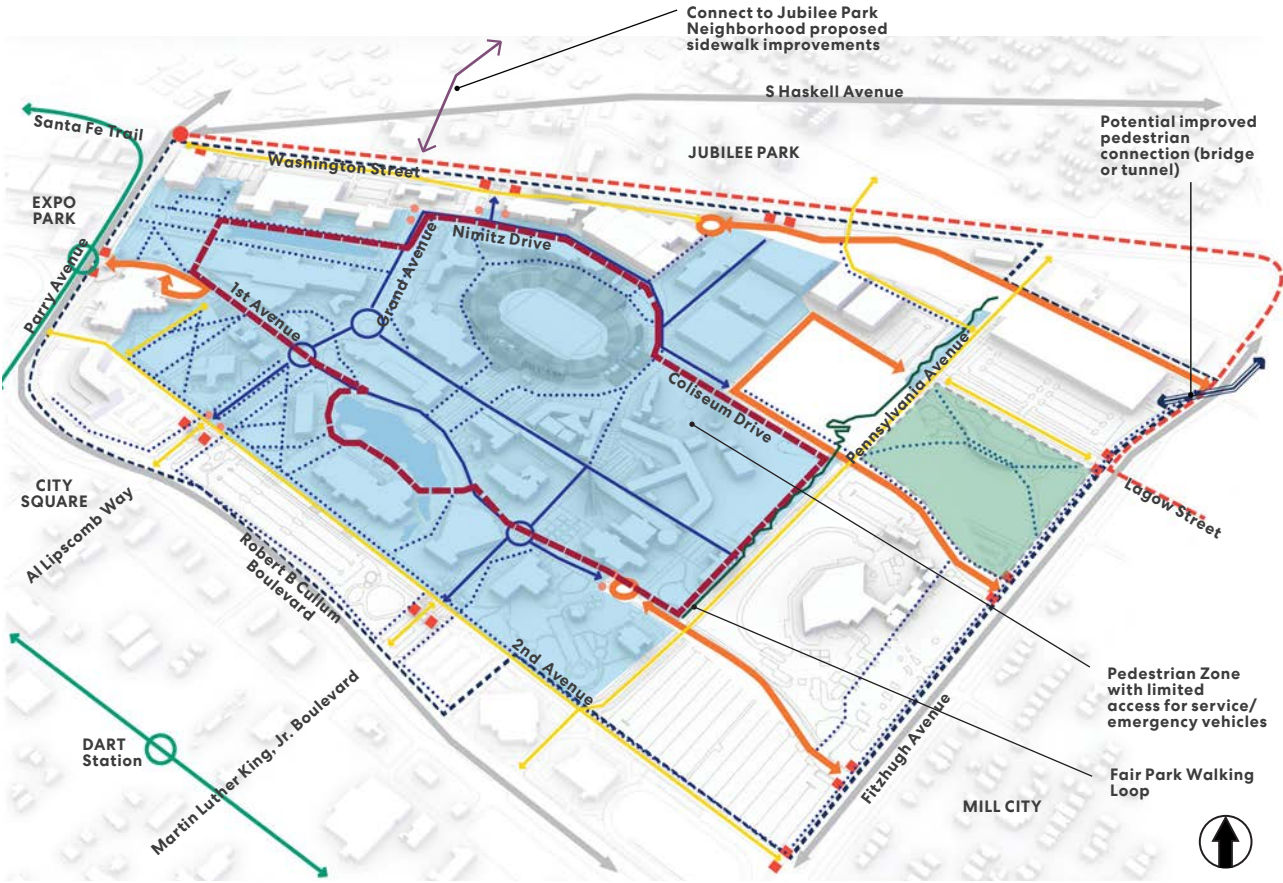 Connect to Jubilee Park
Neighborhood proposed
sidewalk improvements
S Haskell Avenue
Santa Fe Trail
Potential improved
pedestrian
connection (bridge
or tunnel)
JUBILEE PARK
Washington Street
EXPO
PARK
Nimitz Drive
Grand Avenue
Parry Avenue
1st Avenue
Coliseum Drive
Pennsylvania Avenue
CITY
SQUARE
Al Lipscomb Way
Lagow Street
Robert B Cullum
Boulevard
2nd Avenue
Pedestrian Zone
with limited
access for service/
emergency vehicles
Martin Luther King, Jr. Boulevard
DART
Station
Fitzhugh Avenue
Fair Park Walking
Loop
MILL CITY